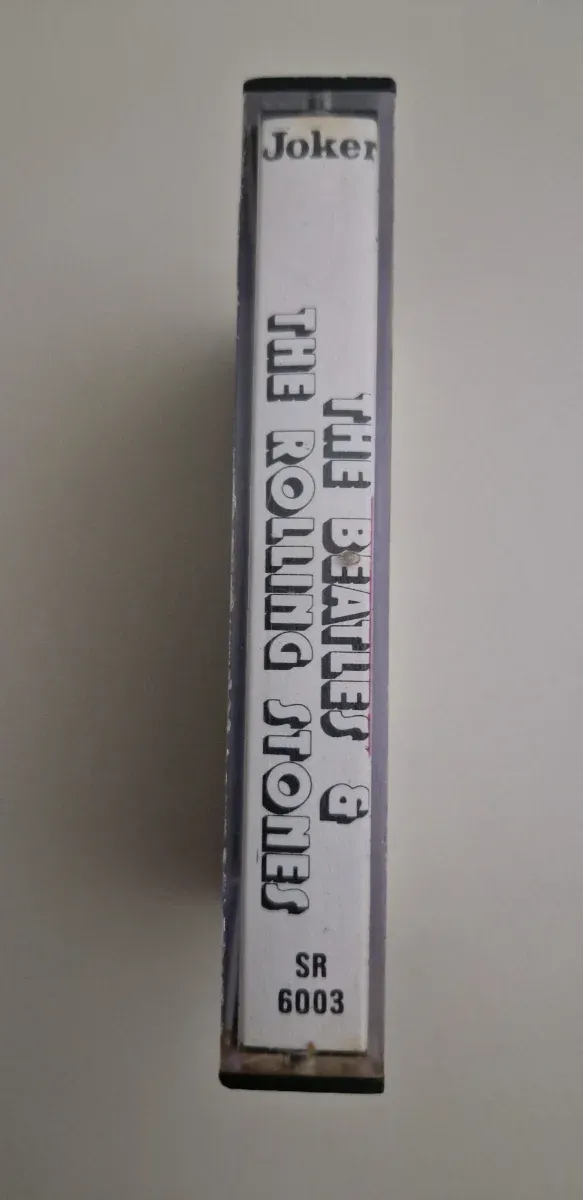 Joker
THE BEATLES &
THE ROLLING STONES
SR
6003